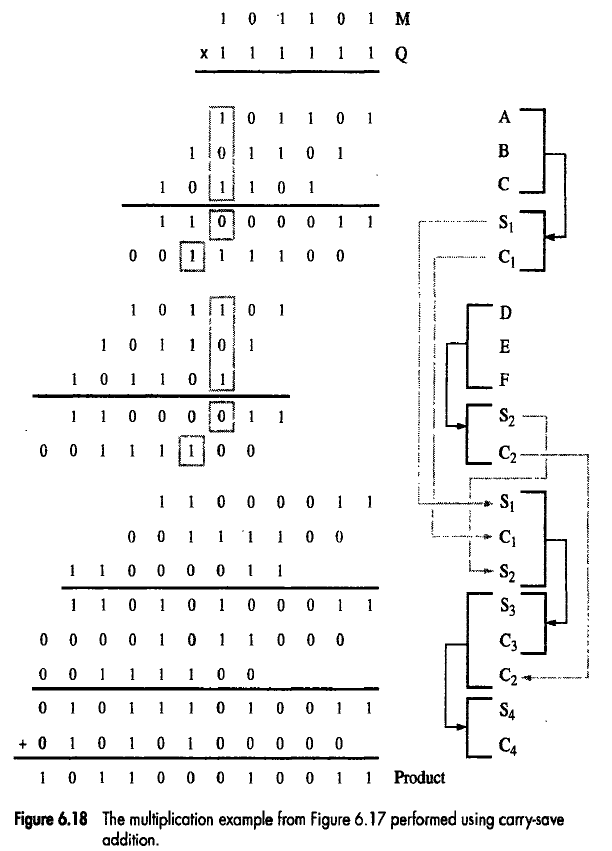 1 0 1 1 0 1 M
x 1 1 1 1 1 1 Q
1 0 1 1 0 1 A
1 0 1 1 0 1 B
1 0 1 1 0 1 C
1 1 0 0 0 0 1 1 S₁
0 0 1 1 1 1 0 0 C₁
1 0 1 1 0 1 D
1 0 1 1 0 1 E
1 0 1 1 0 1 F
1 1 0 0 0 0 1 1 S₂
0 0 1 1 1 1 0 0 C₂
1 1 0 0 0 0 1 1 S₁
0 0 1 1 1 1 0 0 C₁
1 1 0 0 0 0 1 1 S₂
1 1 0 1 0 1 0 0 0 1 1 S₃
0 0 0 0 1 0 1 1 0 0 0 C₃
0 0 1 1 1 1 0 0 C₂
0 1 0 1 1 1 0 1 0 0 1 1 S₄
+ 0 1 0 1 0 1 0 0 0 0 0 C₄
1 0 1 1 0 0 0 1 0 0 1 1 Product
Figure 6.18 The multiplication example from Figure 6.17 performed using carry-save
addition.